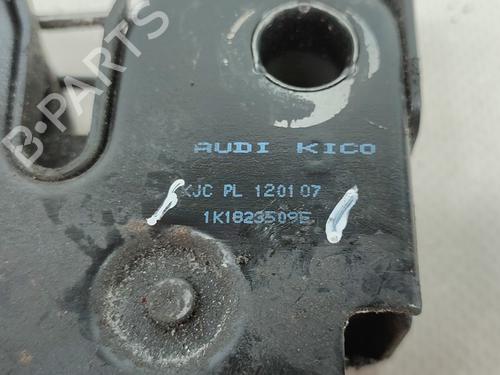 B-PARTS
AUDI KICO
KJC PL 120107
1K1823509E